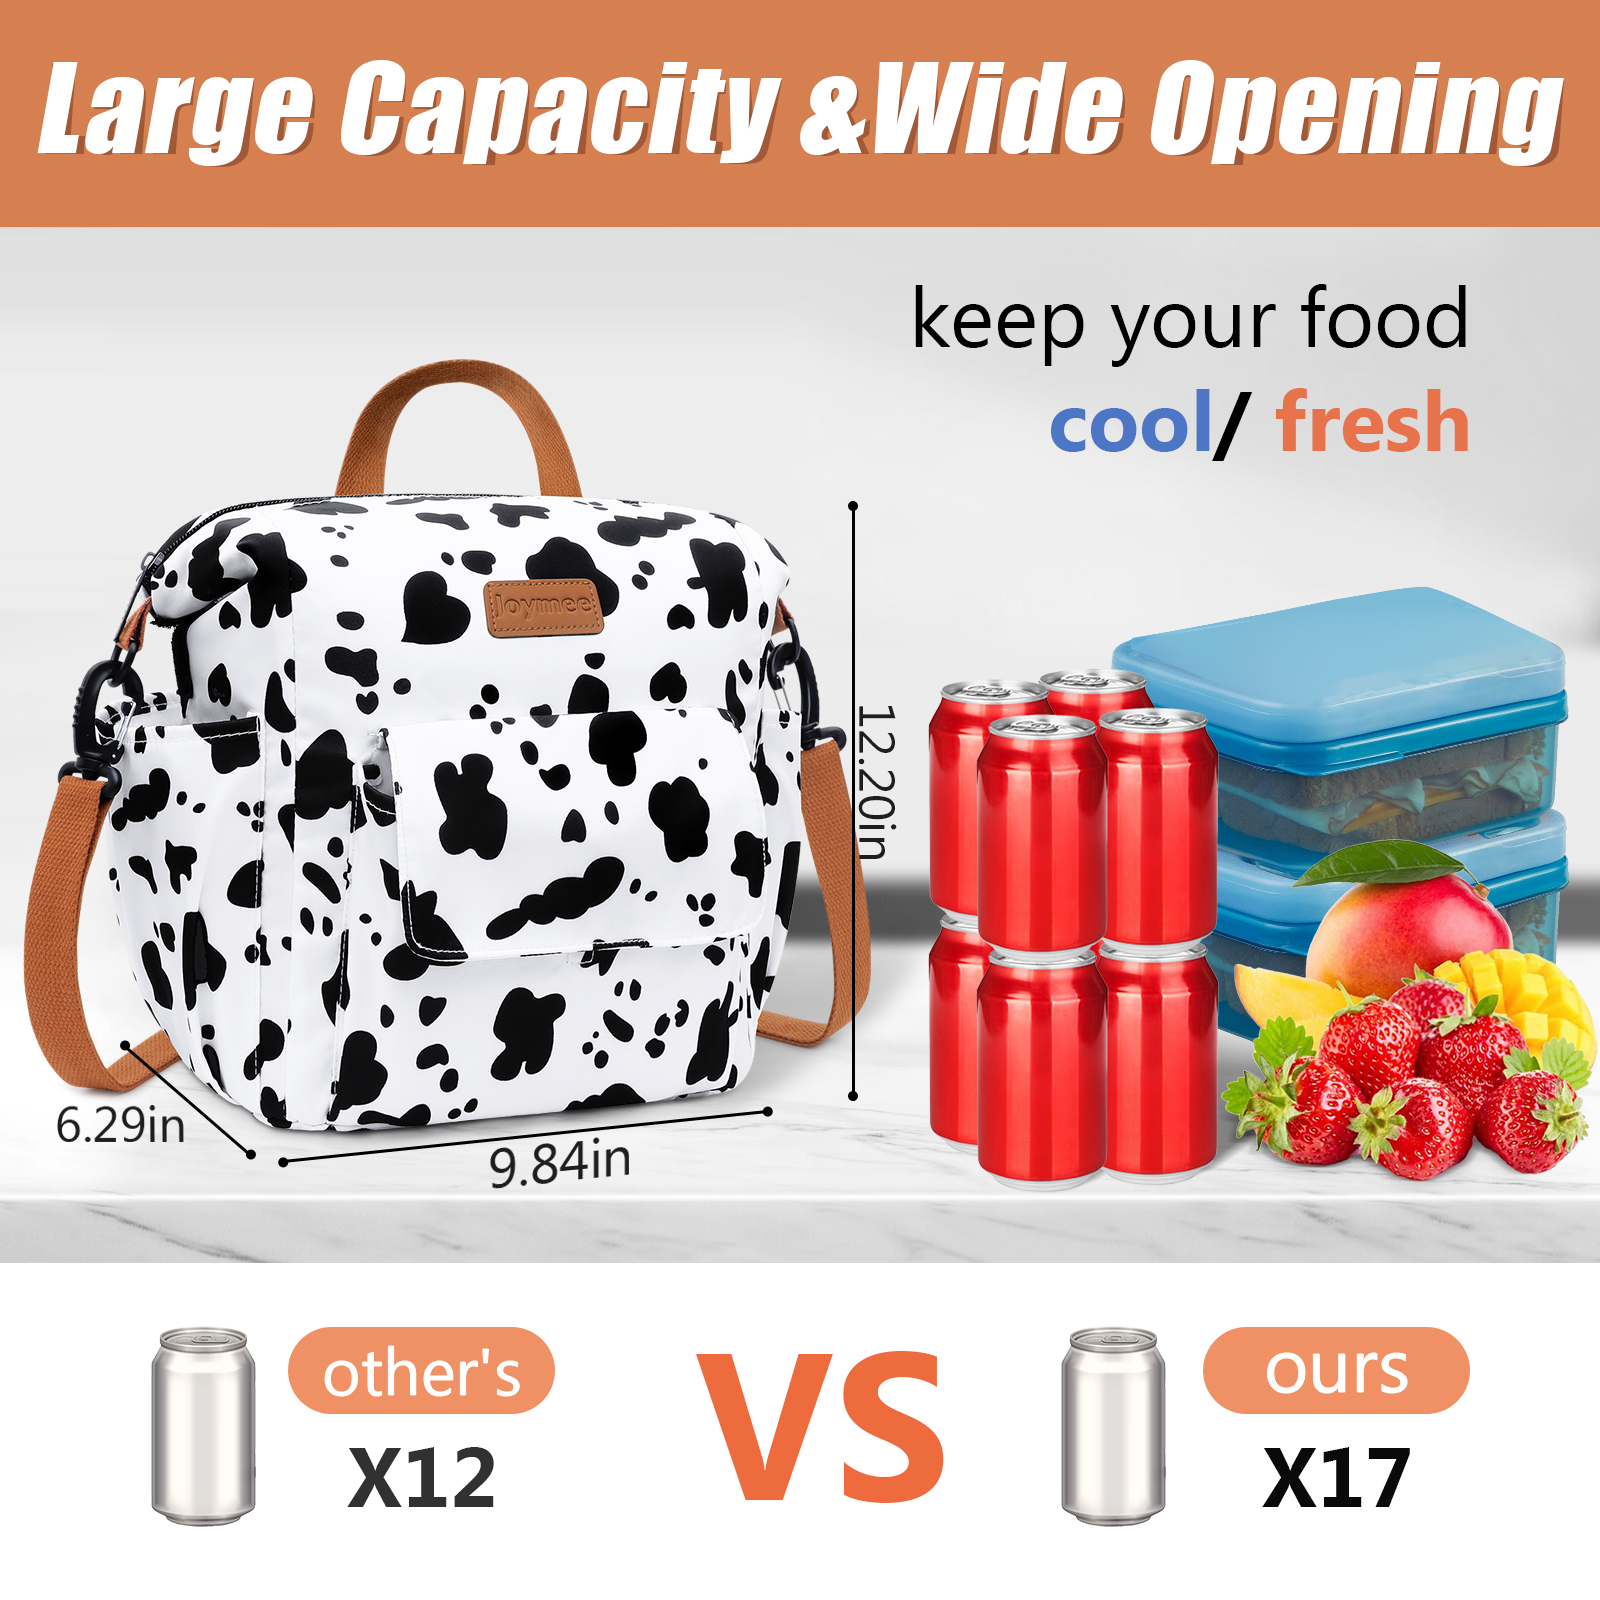 Large Capacity &Wide Opening
keep your food
cool/ fresh
Joymee
12.20in
6.29in
9.84in
other's
X12
VS
ours
X17